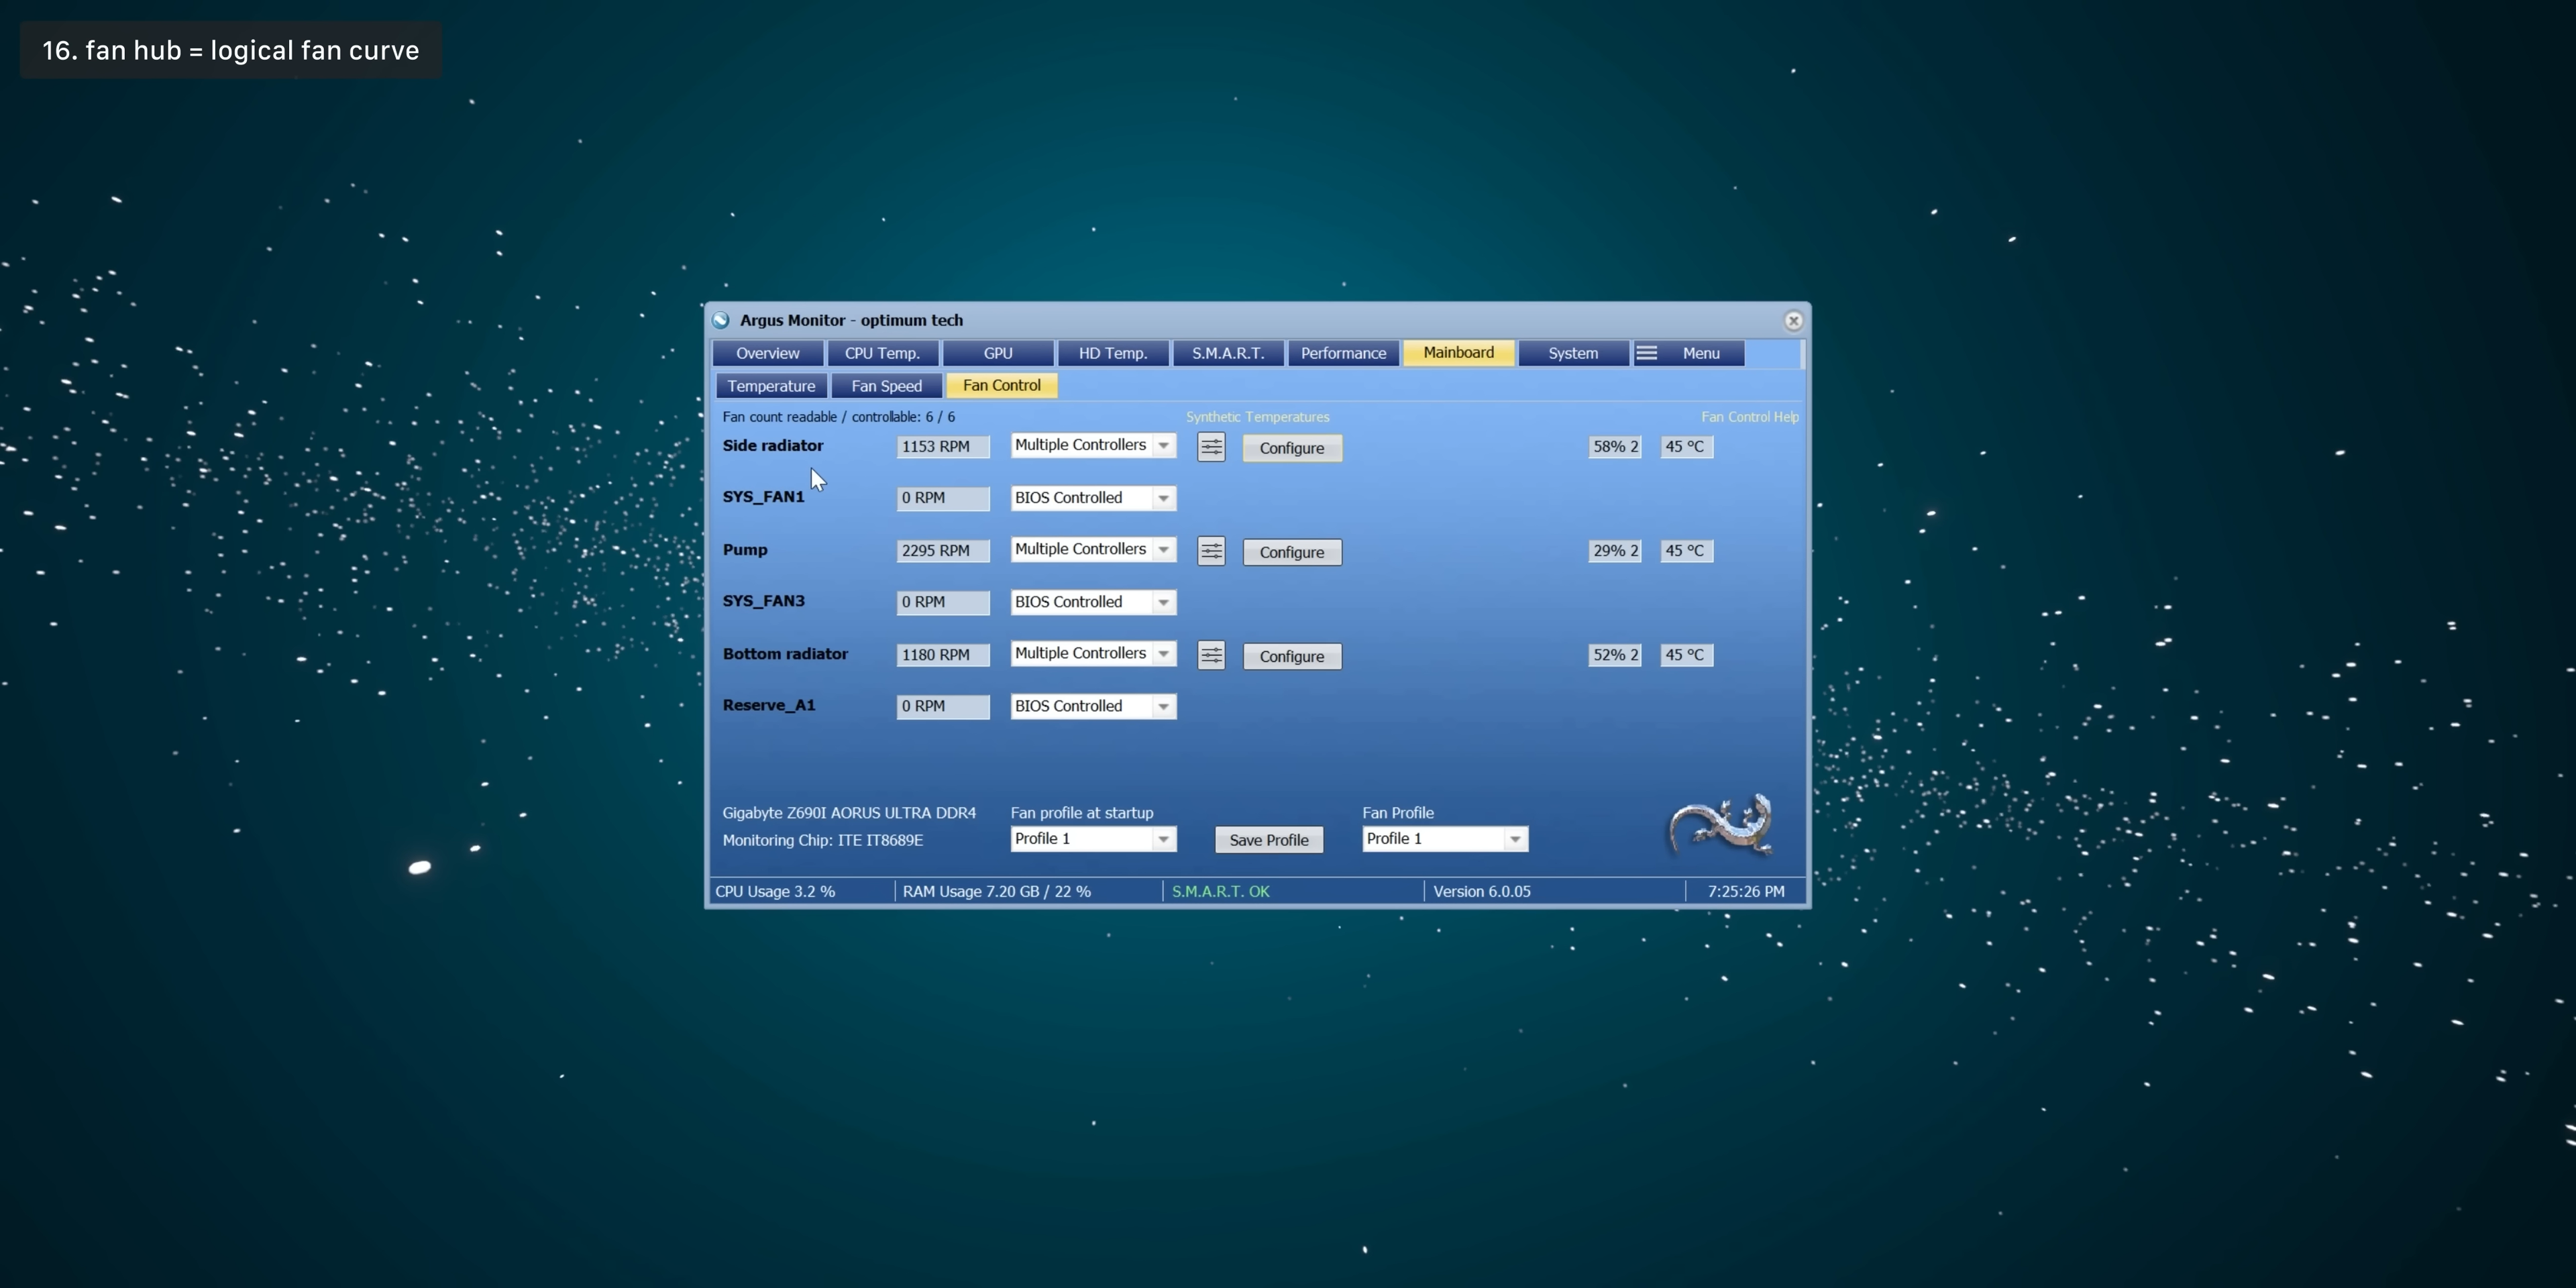 16. fan hub = logical fan curve
Argus Monitor - optimum tech
Overview CPU Temp. GPU HD Temp. S.M.A.R.T. Performance Mainboard System Menu
Temperature Fan Speed Fan Control
Fan count readable / controllable: 6 / 6 Synthetic Temperatures Fan Control Help
Side radiator 1153 RPM Multiple Controllers Configure 58% 2 45 °C
SYS_FAN1 0 RPM BIOS Controlled
Pump 2295 RPM Multiple Controllers Configure 29% 2 45 °C
SYS_FAN3 0 RPM BIOS Controlled
Bottom radiator 1180 RPM Multiple Controllers Configure 52% 2 45 °C
Reserve_A1 0 RPM BIOS Controlled
Gigabyte Z690I AORUS ULTRA DDR4 Fan profile at startup Fan Profile
Monitoring Chip: ITE IT8689E Profile 1 Save Profile Profile 1
CPU Usage 3.2 % RAM Usage 7.20 GB / 22 % S.M.A.R.T. OK Version 6.0.05 7:25:26 PM